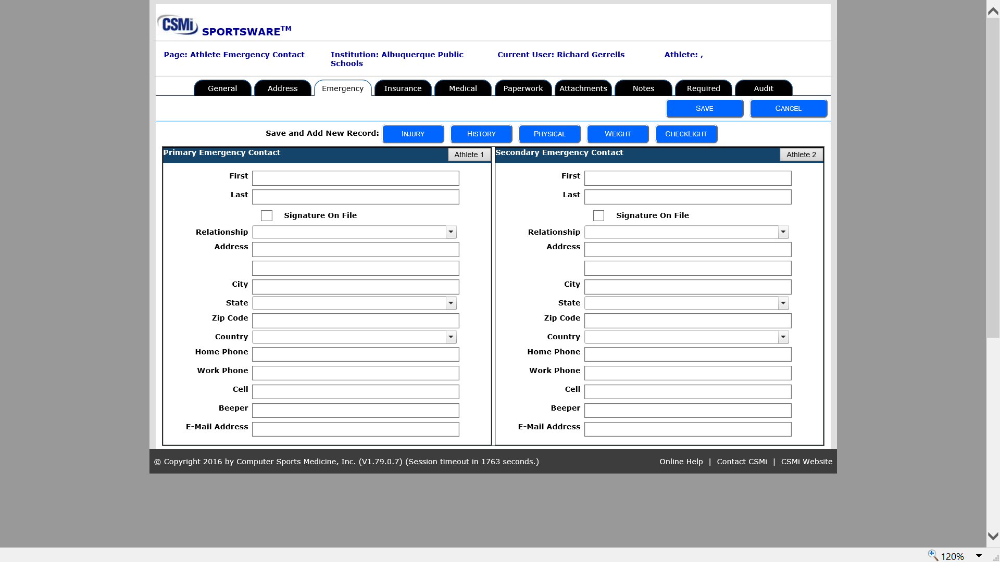 CSMi SPORTSWARE™
Page: Athlete Emergency Contact
Institution: Albuquerque Public
Schools
Current User: Richard Gerrells
Athlete: ,
General Address Emergency Insurance Medical Paperwork Attachments Notes Required Audit
SAVE CANCEL
Save and Add New Record: INJURY HISTORY PHYSICAL WEIGHT CHECKLIGHT
Primary Emergency Contact Athlete 1
First
Last
Signature On File
Relationship
Address
City
State
Zip Code
Country
Home Phone
Work Phone
Cell
Beeper
E-Mail Address
Secondary Emergency Contact Athlete 2
First
Last
Signature On File
Relationship
Address
City
State
Zip Code
Country
Home Phone
Work Phone
Cell
Beeper
E-Mail Address
© Copyright 2016 by Computer Sports Medicine, Inc. (V1.79.0.7) (Session timeout in 1763 seconds.)
Online Help | Contact CSMi | CSMi Website
120%